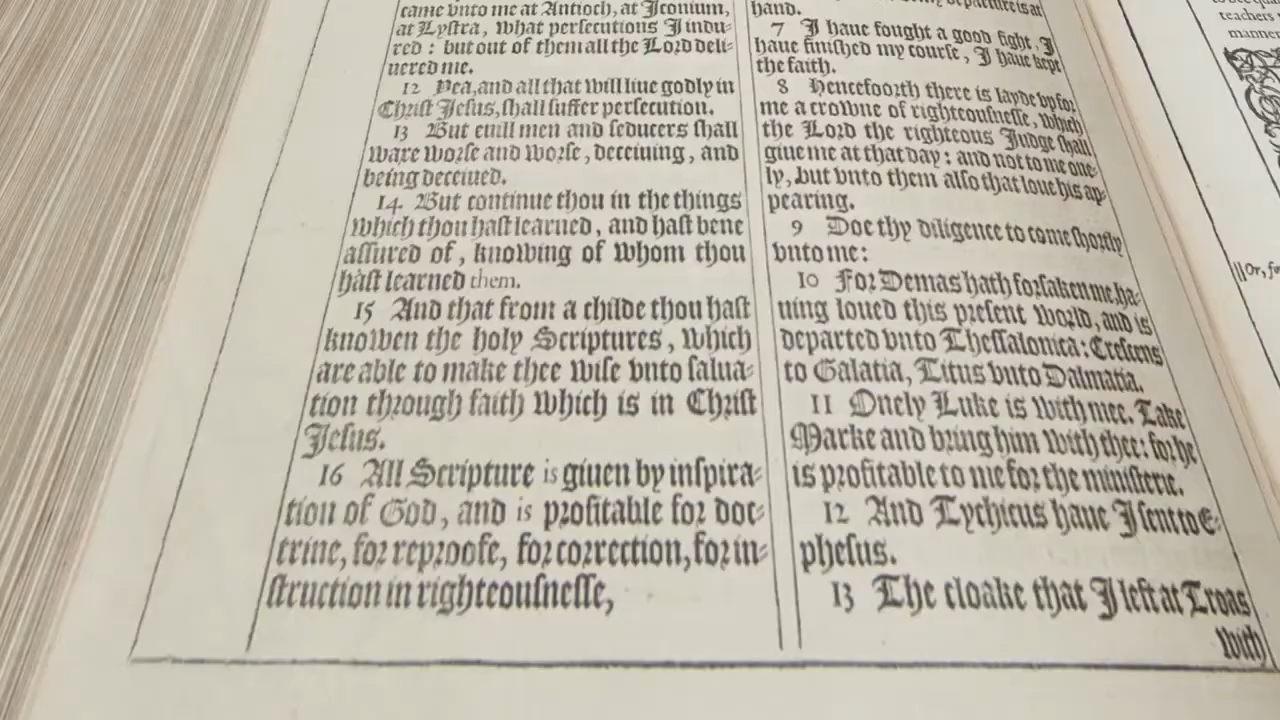 came vnto me at Antioch, at Iconium,
at Lystra, what persecutions I indu-
red : but out of them all the Lord deli-
uered me.
12 Yea, and all that will liue godly in
Christ Iesus, shall suffer persecution.
13 But euill men and seducers shall
waxe worse and worse, deceiuing, and
being deceiued.
14 But continue thou in the things
which thou hast learned, and hast bene
assured of, knowing of whom thou
hast learned them.
15 And that from a childe thou hast
knowen the holy Scriptures, which
are able to make thee wise vnto salua-
tion through faith which is in Christ
Iesus.
16 All Scripture is giuen by inspira-
tion of God, and is profitable for doc-
trine, for reproofe, for correction, for in-
struction in righteousnesse,
departure is at
hand.
7 I haue fought a good fight, I
haue finished my course, I haue kept
the faith.
8 Hencefoorth there is layde vp for
me a crowne of righteousnesse, which
the Lord the righteous Iudge shall
giue me at that day : and not to me one-
ly, but vnto them also that loue his ap-
pearing.
9 Doe thy diligence to come shortly
vnto me :
10 For Demas hath forsaken me, ha-
uing loued this present world, and is
departed vnto Thessalonica : Crescens
to Galatia, Titus vnto Dalmatia.
11 Onely Luke is with mee. Take
Marke and bring him with thee : for he
is profitable to me for the ministerie.
12 And Tychicus haue I sent to E-
phesus.
13 The cloake that I left at Troas
with
teachers
manner
||Or, fo